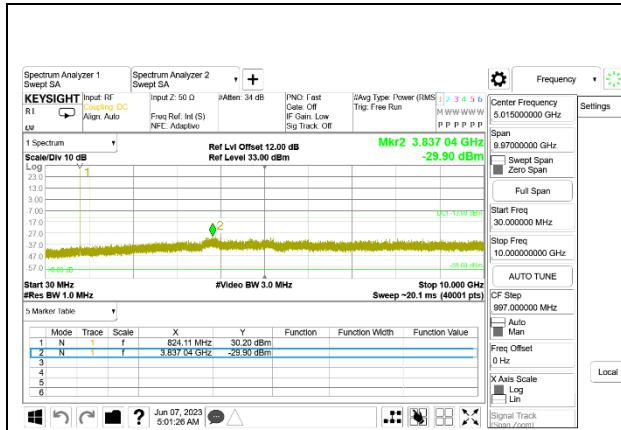 Spectrum Analyzer 1
Swept SA
Spectrum Analyzer 2
Swept SA
+
Frequency
Settings
KEYSIGHT
RL
Input: RF
Coupling: DC
Align: Auto
Input Z: 50 Ω
Freq Ref: Int (S)
NFE: Adaptive
#Atten: 34 dB
PNO: Fast
Gate: Off
IF Gain: Low
Sig Track: Off
#Avg Type: Power (RMS
Trig: Free Run
1 2 3 4 5 6
M W W W W W
P P P P P P
1 Spectrum
Scale/Div 10 dB
Log
Ref Lvl Offset 12.00 dB
Ref Level 33.00 dBm
Mkr2 3.837 04 GHz
-29.90 dBm
23.0
13.0
3.00
-7.00
-17.0
-27.0
-37.0
-47.0
-57.0
1
2
DL1 -13.00 dBm
Start 30 MHz
#Res BW 1.0 MHz
#Video BW 3.0 MHz
Stop 10.000 GHz
Sweep ~20.1 ms (40001 pts)
5 Marker Table
Mode Trace Scale X Y Function Function Width Function Value
1 N 1 f 824.11 MHz 30.20 dBm
2 N 1 f 3.837 04 GHz -29.90 dBm
3
4
5
6
Center Frequency
5.015000000 GHz
Span
9.97000000 GHz
Swept Span
Zero Span
Full Span
Start Freq
30.000000 MHz
Stop Freq
10.000000000 GHz
AUTO TUNE
CF Step
997.000000 MHz
Auto
Man
Freq Offset
0 Hz
X Axis Scale
Log
Lin
Signal Track
(Span Zoom)
Local
?
Jun 07, 2023
5:01:26 AM